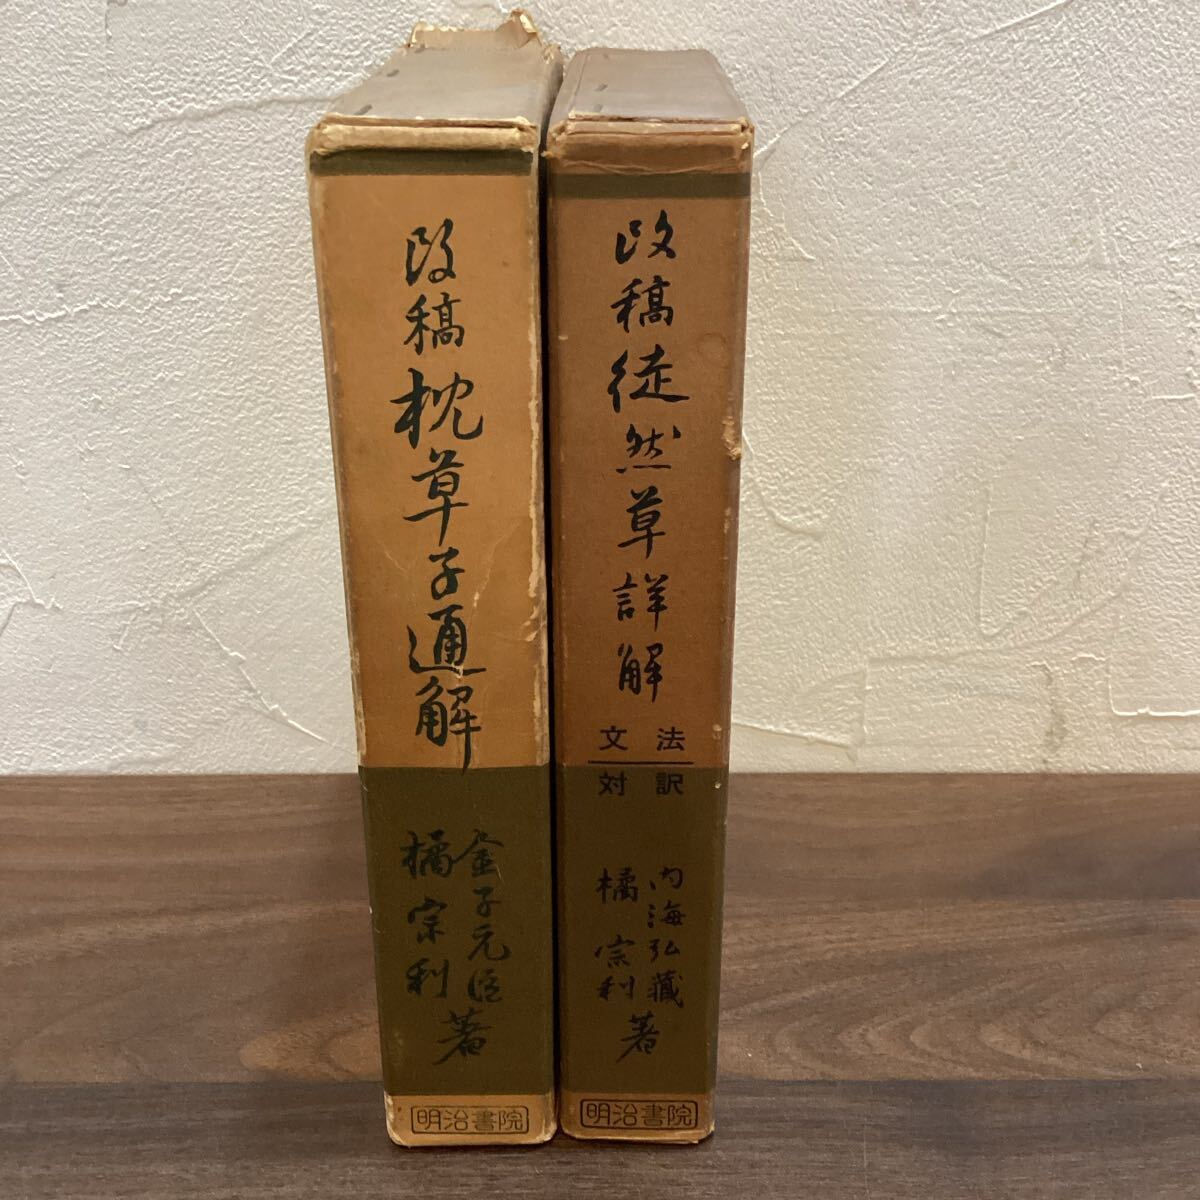 改稿 枕草子通解
金子元臣
橘宗利 著
明治書院
改稿 徒然草詳解
文法
対訳
内海弘蔵
橘宗利 著
明治書院